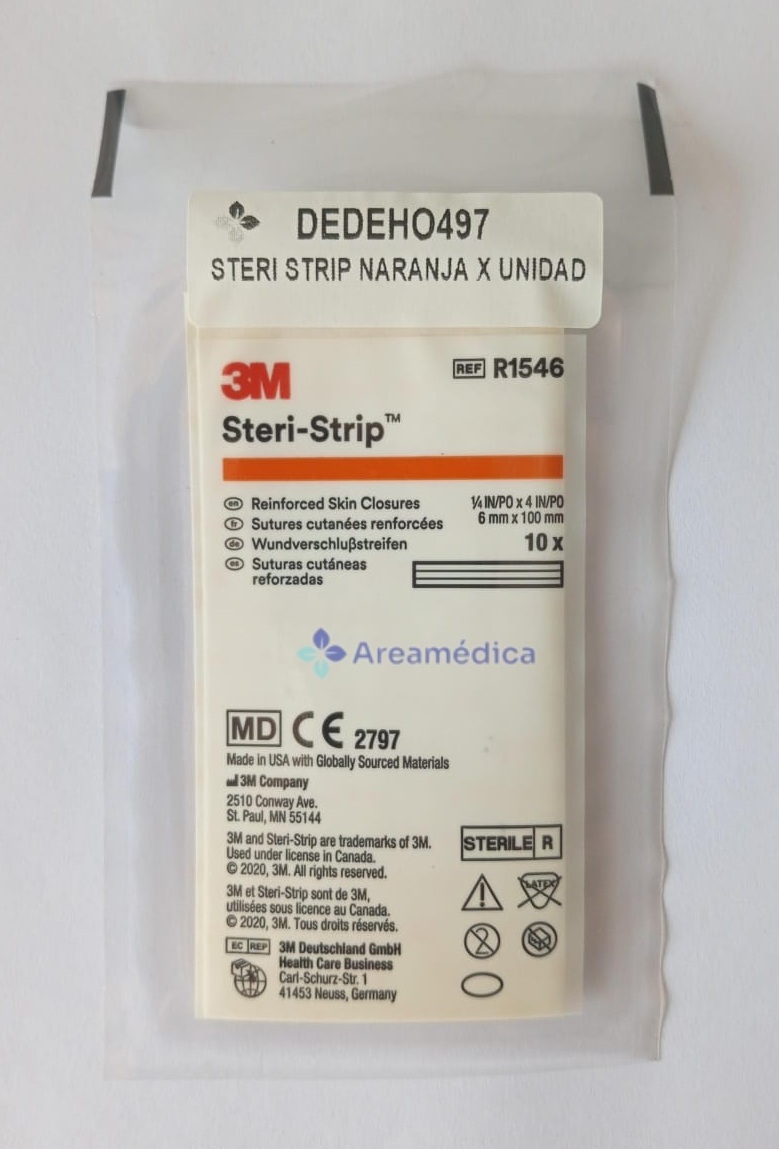 DEDEHO497
STERI STRIP NARANJA X UNIDAD
3M
REF R1546
Steri-Strip™
en Reinforced Skin Closures
¼ IN/PO x 4 IN/PO
fr Sutures cutanées renforcées
6 mm x 100 mm
de Wundverschlußstreifen
10 x
es Suturas cutáneas
reforzadas
Areamédica
MD CE 2797
Made in USA with Globally Sourced Materials
3M Company
2510 Conway Ave.
St. Paul, MN 55144
3M and Steri-Strip are trademarks of 3M.
Used under license in Canada.
© 2020, 3M. All rights reserved.
STERILE R
3M et Steri-Strip sont de 3M,
utilisées sous licence au Canada.
© 2020, 3M. Tous droits réservés.
LATEX
2
EC REP 3M Deutschland GmbH
Health Care Business
Carl-Schurz-Str. 1
41453 Neuss, Germany